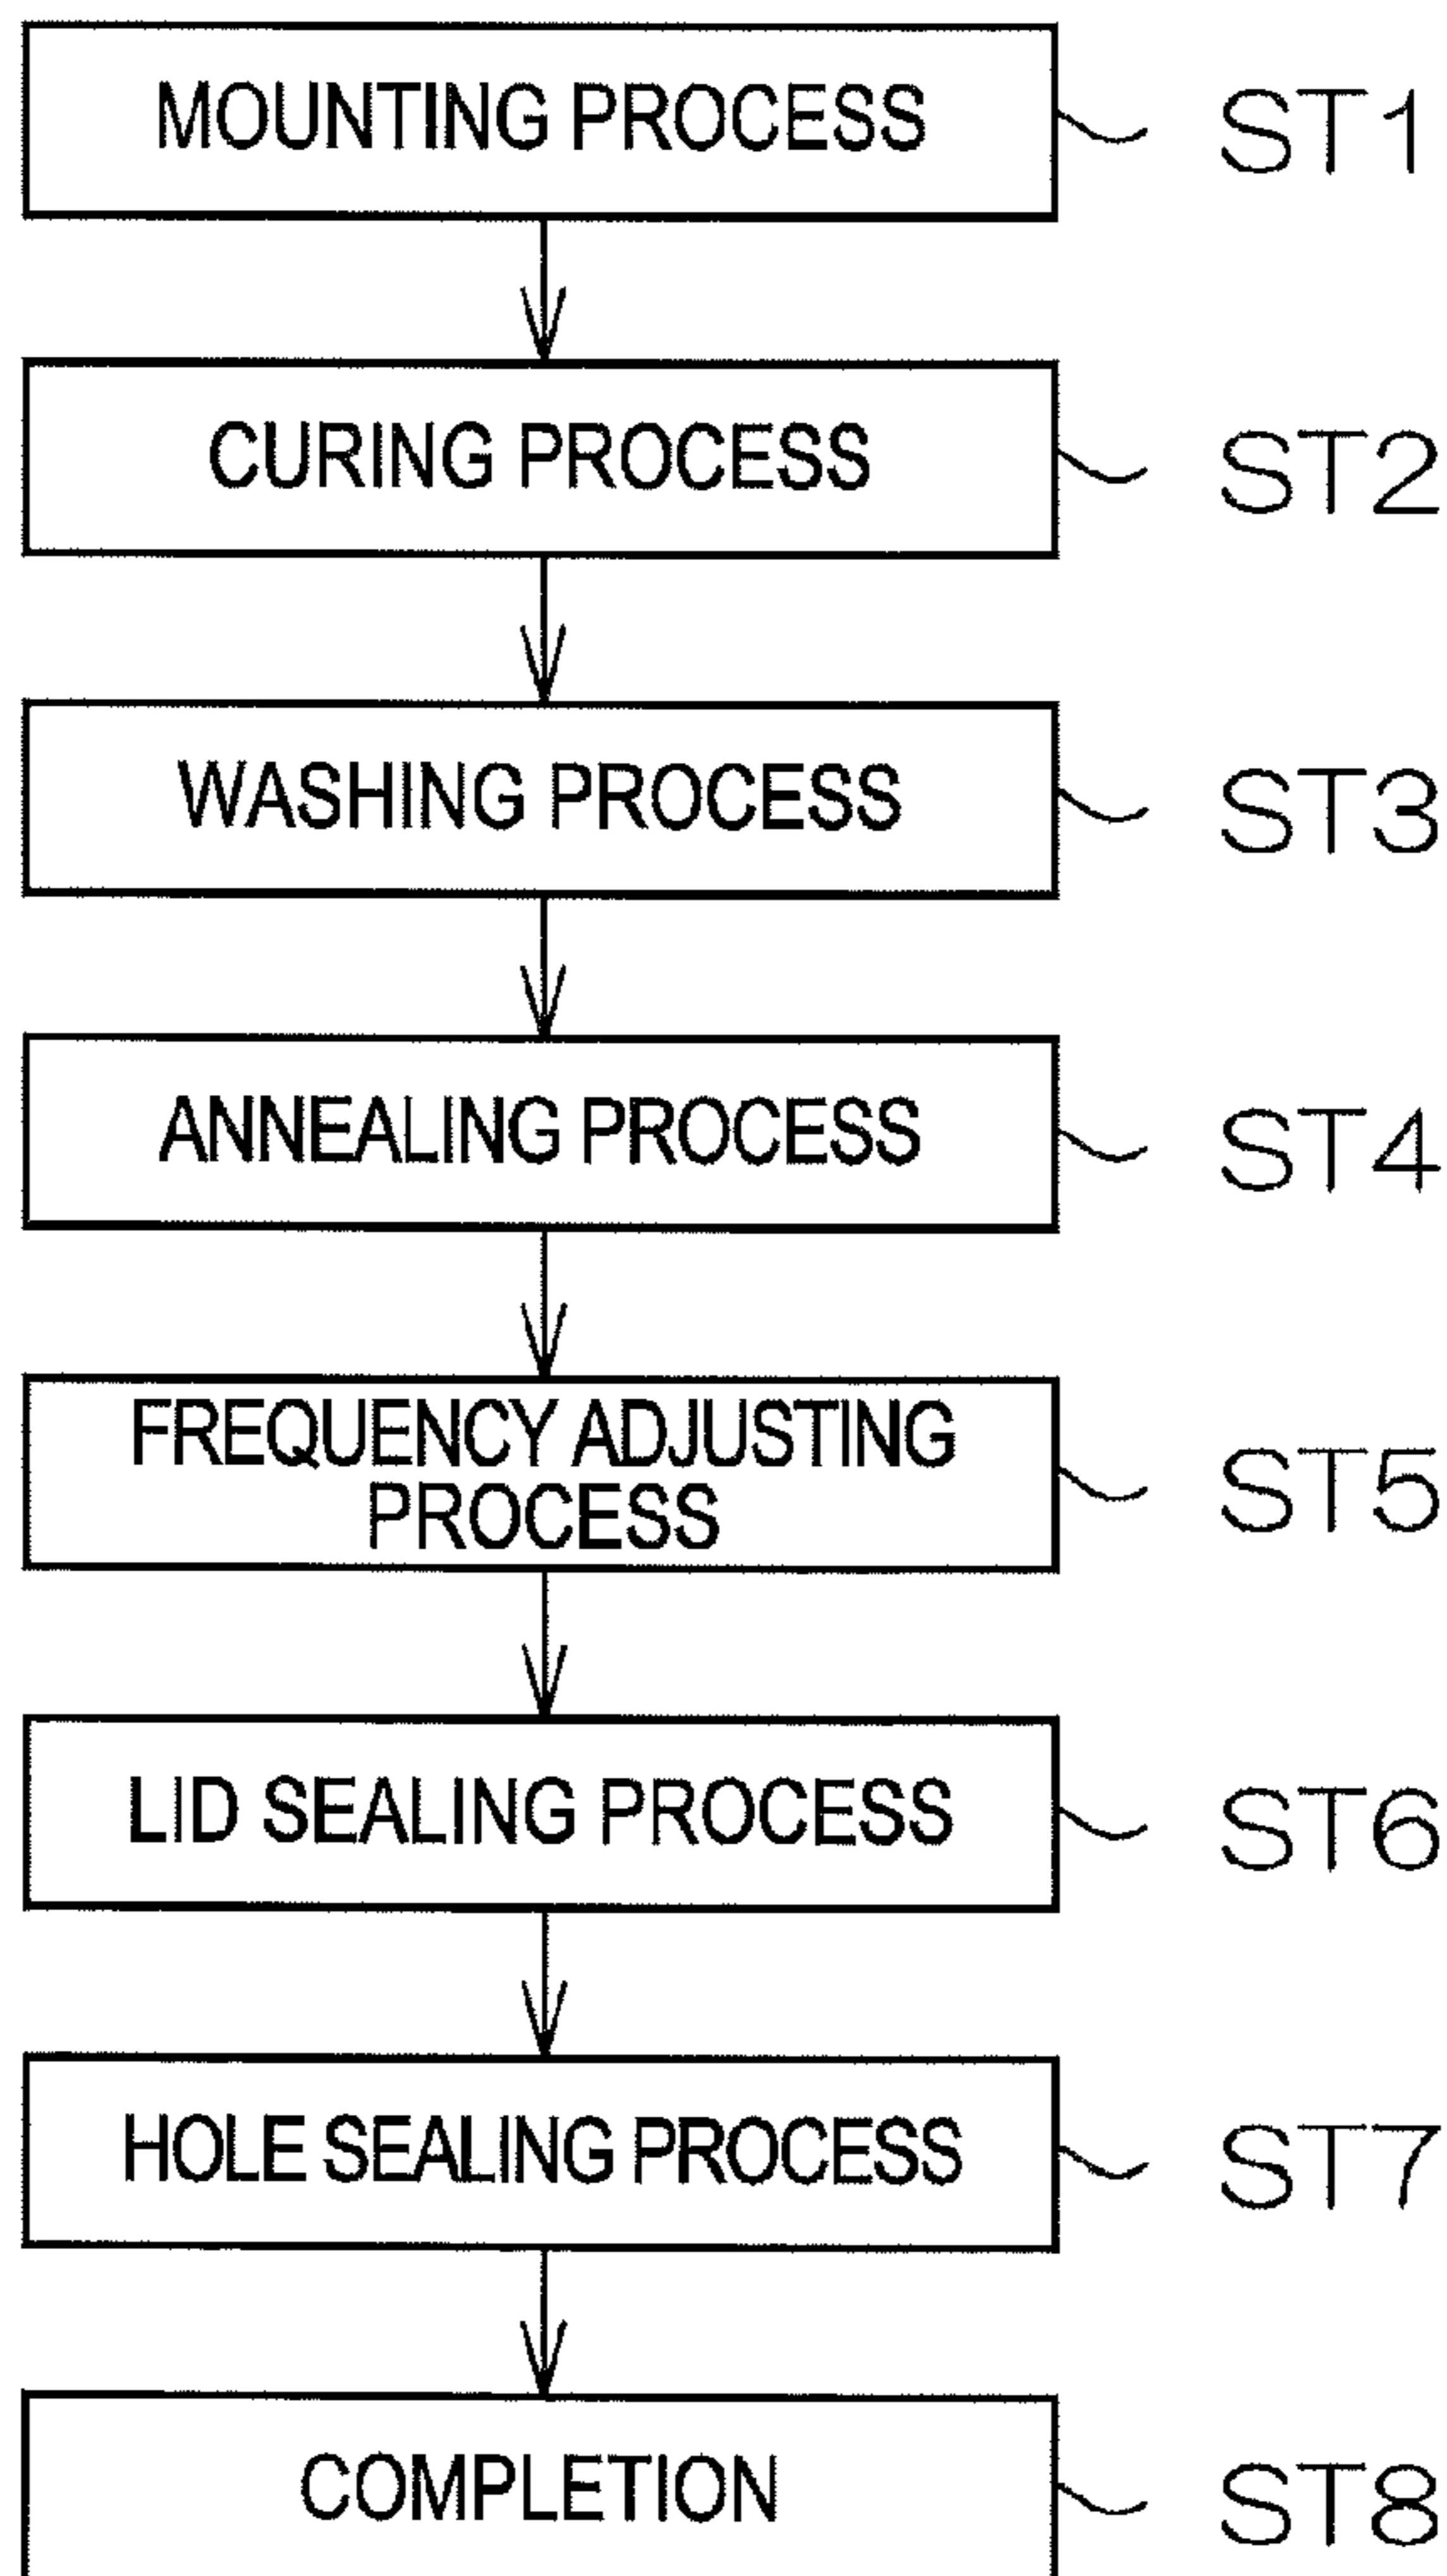 MOUNTING PROCESS ST1
CURING PROCESS ST2
WASHING PROCESS ST3
ANNEALING PROCESS ST4
FREQUENCY ADJUSTING
PROCESS ST5
LID SEALING PROCESS ST6
HOLE SEALING PROCESS ST7
COMPLETION ST8